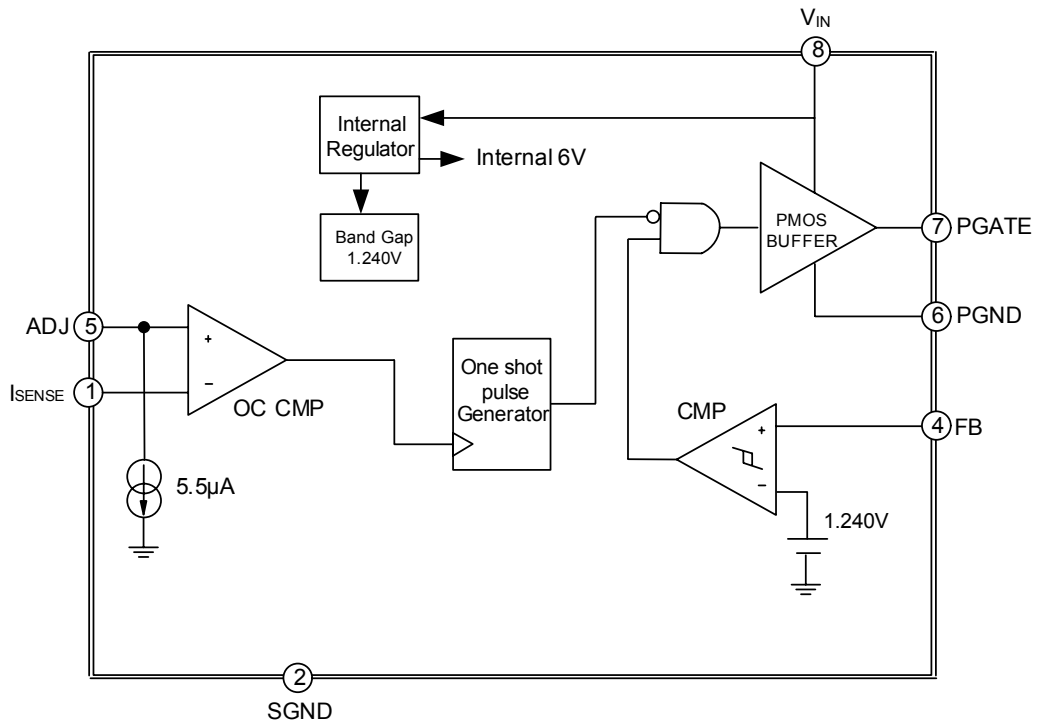 VIN
8
Internal
Regulator
Internal 6V
Band Gap
1.240V
PMOS
BUFFER
7 PGATE
6 PGND
ADJ 5
+
-
ISENSE 1
OC CMP
One shot
pulse
Generator
CMP
+
-
4 FB
5.5µA
1.240V
2
SGND